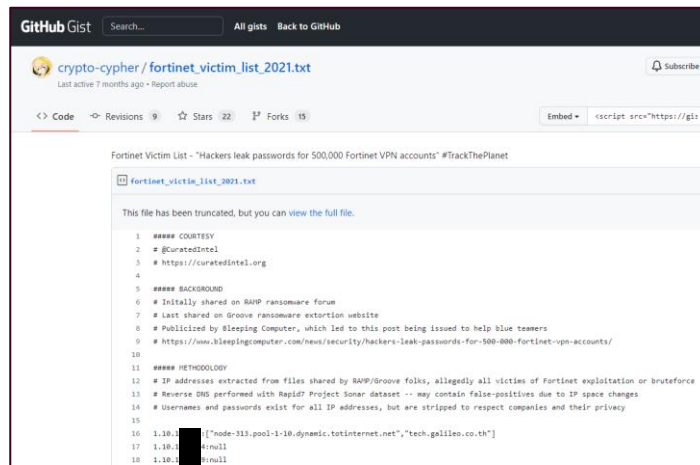 GitHub Gist Search... All gists Back to GitHub
crypto-cypher / fortinet_victim_list_2021.txt
Subscribe
Last active 7 months ago • Report abuse
<> Code Revisions 9 Stars 22 Forks 15 Embed <script src="https://gi
Fortinet Victim List - "Hackers leak passwords for 500,000 Fortinet VPN accounts" #TrackThePlanet
fortinet_victim_list_2021.txt
This file has been truncated, but you can view the full file.
1 ##### COURTESY
2 # @CuratedIntel
3 # https://curatedintel.org
4
5 ##### BACKGROUND
6 # Initally shared on RAMP ransomware forum
7 # Last shared on Groove ransomware extortion website
8 # Publicized by Bleeping Computer, which led to this post being issued to help blue teamers
9 # https://www.bleepingcomputer.com/news/security/hackers-leak-passwords-for-500-000-fortinet-vpn-accounts/
10
11 ##### METHODOLOGY
12 # IP addresses extracted from files shared by RAMP/Groove folks, allegedly all victims of Fortinet exploitation or bruteforce
13 # Reverse DNS performed with Rapid7 Project Sonar dataset -- may contain false-positives due to IP space changes
14 # Usernames and passwords exist for all IP addresses, but are stripped to respect companies and their privacy
15
16 1.10.1 :["node-313.pool-1-10.dynamic.totinternet.net","tech.galileo.co.th"]
17 1.10.1 4:null
18 1.10.1 :null